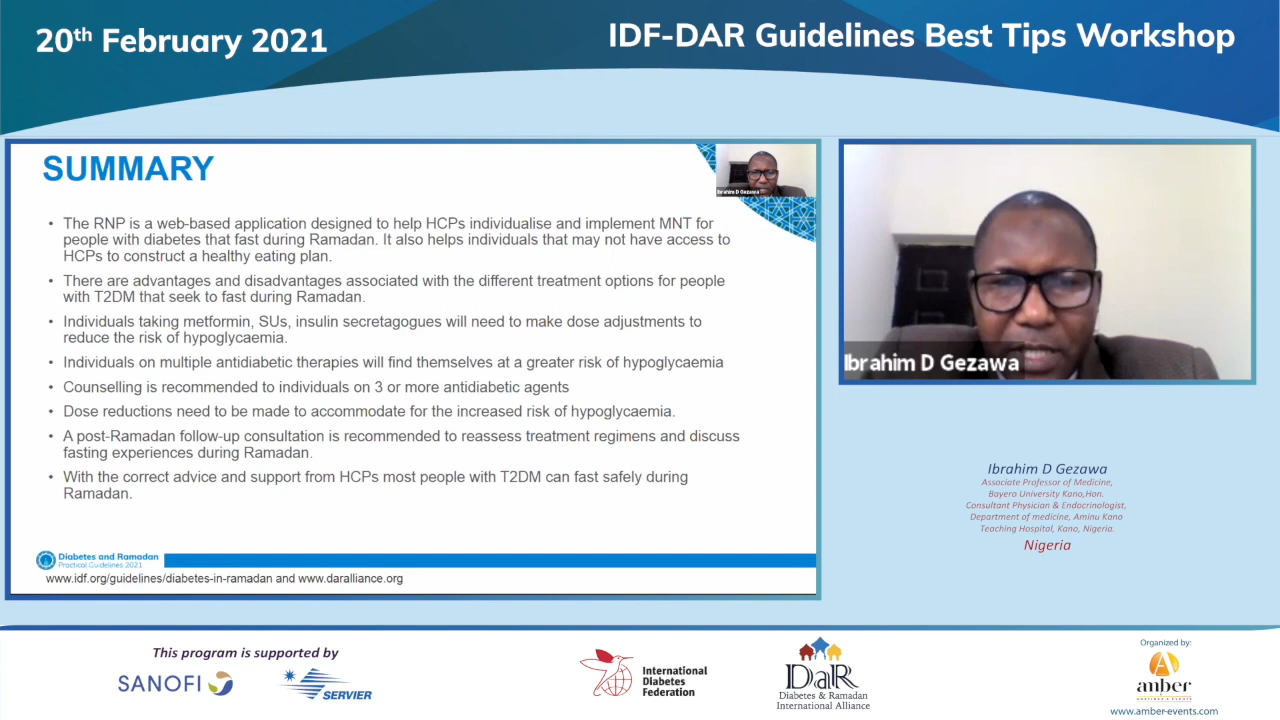 20th February 2021
IDF-DAR Guidelines Best Tips Workshop
SUMMARY
Ibrahim D Gezawa
• The RNP is a web-based application designed to help HCPs individualise and implement MNT for
people with diabetes that fast during Ramadan. It also helps individuals that may not have access to
HCPs to construct a healthy eating plan.
• There are advantages and disadvantages associated with the different treatment options for people
with T2DM that seek to fast during Ramadan.
• Individuals taking metformin, SUs, insulin secretagogues will need to make dose adjustments to
reduce the risk of hypoglycaemia.
• Individuals on multiple antidiabetic therapies will find themselves at a greater risk of hypoglycaemia
• Counselling is recommended to individuals on 3 or more antidiabetic agents
• Dose reductions need to be made to accommodate for the increased risk of hypoglycaemia.
• A post-Ramadan follow-up consultation is recommended to reassess treatment regimens and discuss
fasting experiences during Ramadan.
• With the correct advice and support from HCPs most people with T2DM can fast safely during
Ramadan.
Diabetes and Ramadan
Practical Guidelines 2021
www.idf.org/guidelines/diabetes-in-ramadan and www.daralliance.org
Ibrahim D Gezawa
Ibrahim D Gezawa
Associate Professor of Medicine,
Bayero University Kano,Hon.
Consultant Physician & Endocrinologist,
Department of medicine, Aminu Kano
Teaching Hospital, Kano, Nigeria.
Nigeria
This program is supported by
SANOFI
SERVIER
International
Diabetes
Federation
DaR
Diabetes & Ramadan
International Alliance
Organized by:
anber
www.amber-events.com